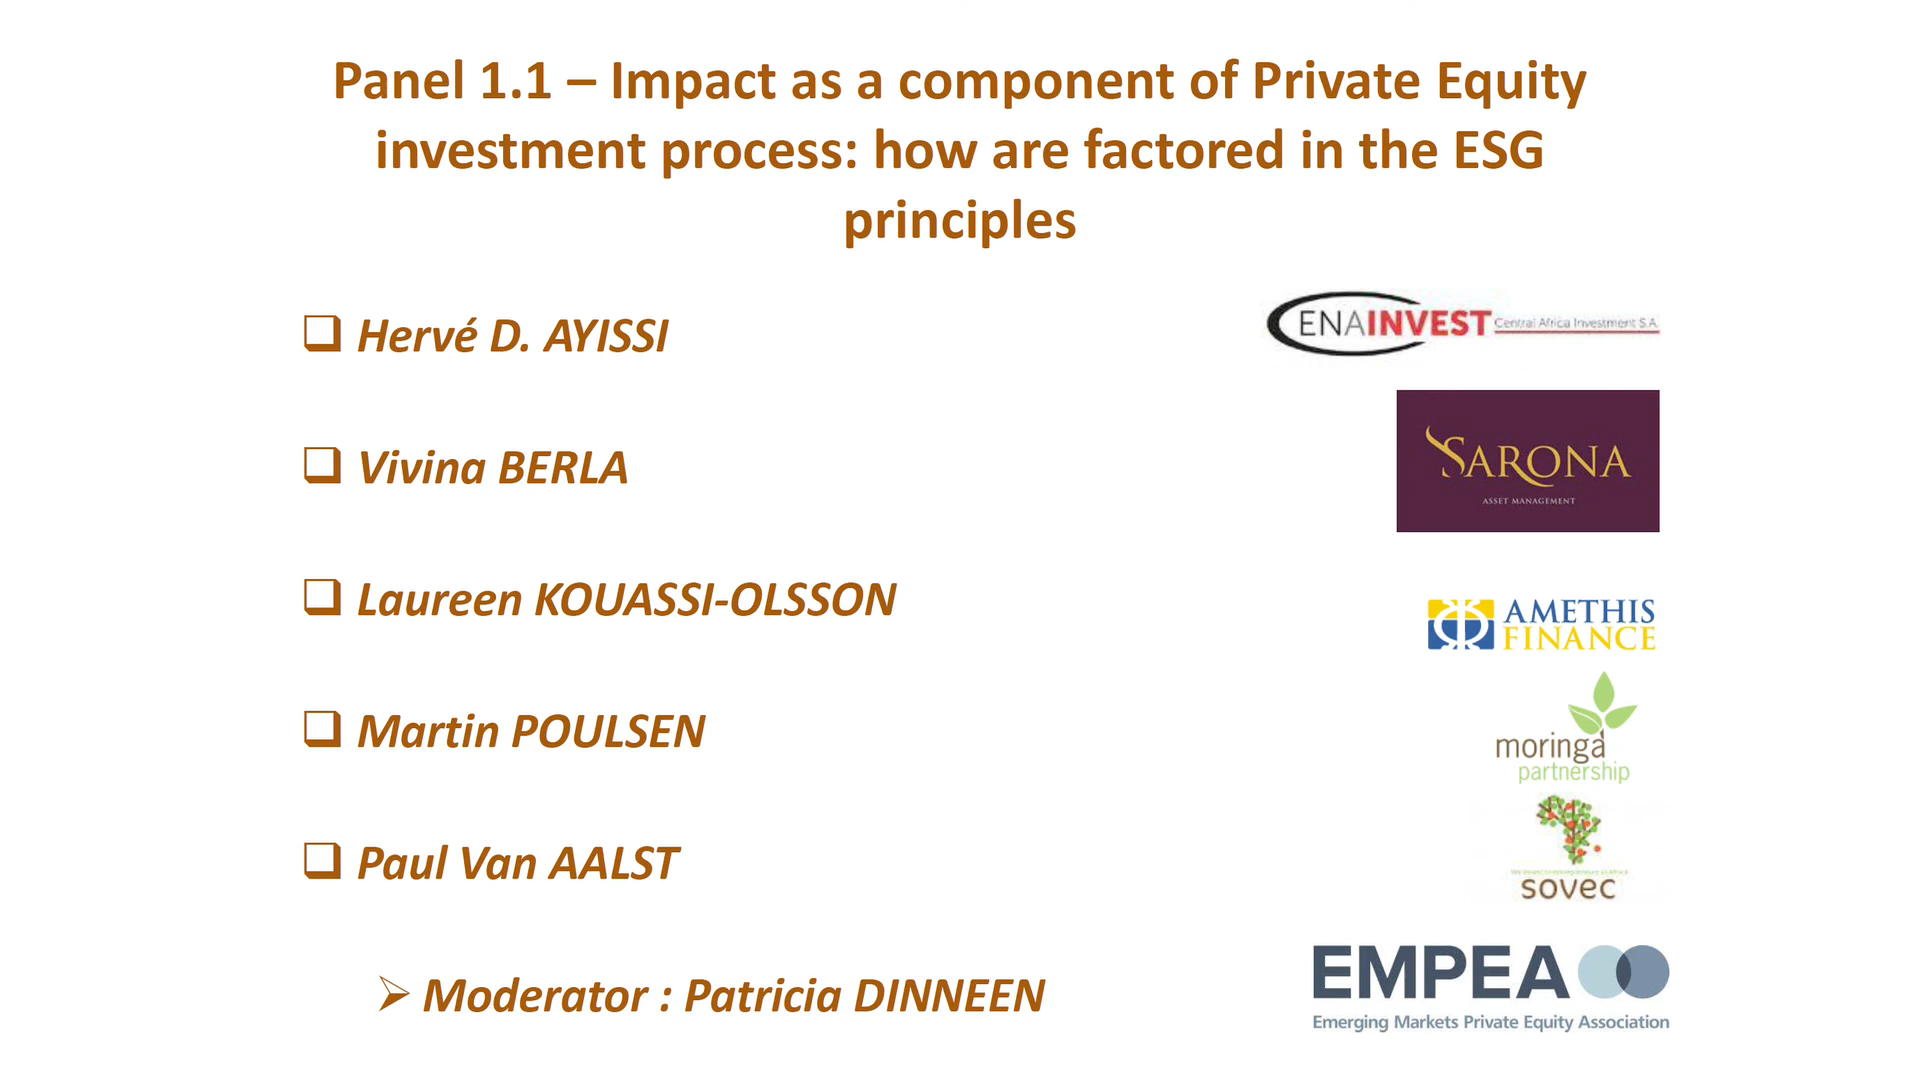 Panel 1.1 – Impact as a component of Private Equity
investment process: how are factored in the ESG
principles
Hervé D. AYISSI
CENAINVEST Central Africa Investment S.A.
Vivina BERLA
SARONA
ASSET MANAGEMENT
Laureen KOUASSI-OLSSON
AMETHIS
FINANCE
Martin POULSEN
moringa
partnership
Paul Van AALST
sovec
Moderator : Patricia DINNEEN
EMPEA
Emerging Markets Private Equity Association